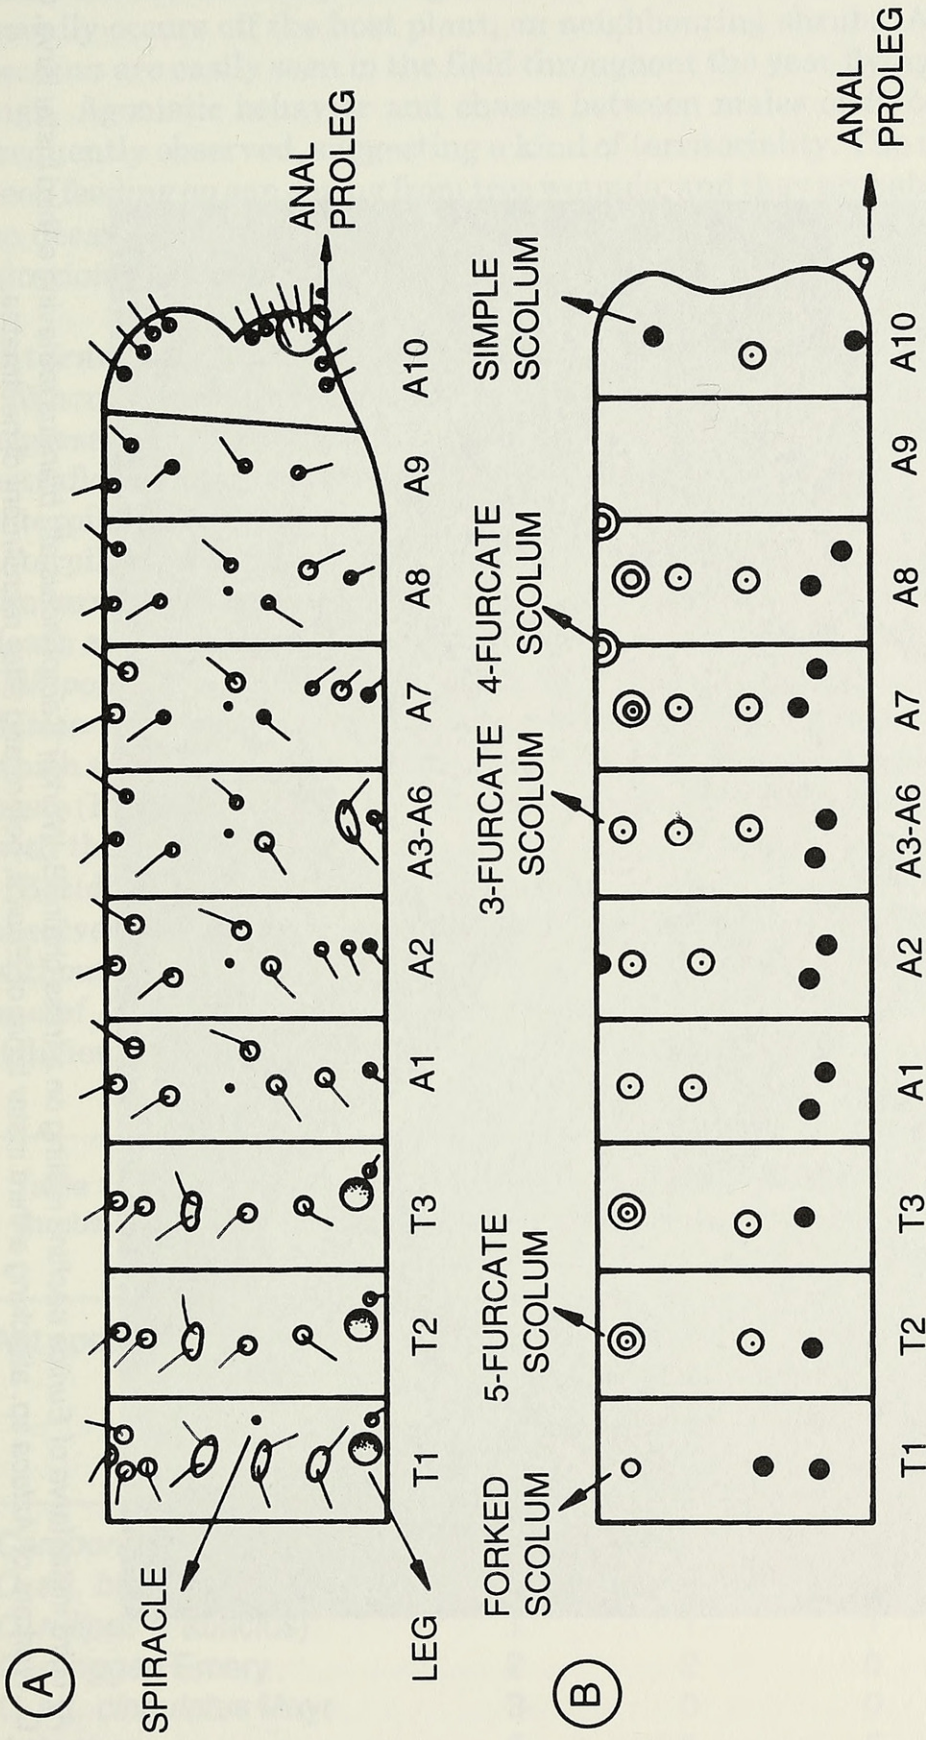 A
SPIRACLE
LEG
ANAL
PROLEG
T1 T2 T3 A1 A2 A3-A6 A7 A8 A9 A10
B
FORKED
SCOLUM
5-FURCATE
SCOLUM
3-FURCATE
SCOLUM
4-FURCATE
SCOLUM
SIMPLE
SCOLUM
ANAL
PROLEG
T1 T2 T3 A1 A2 A3-A6 A7 A8 A9 A10